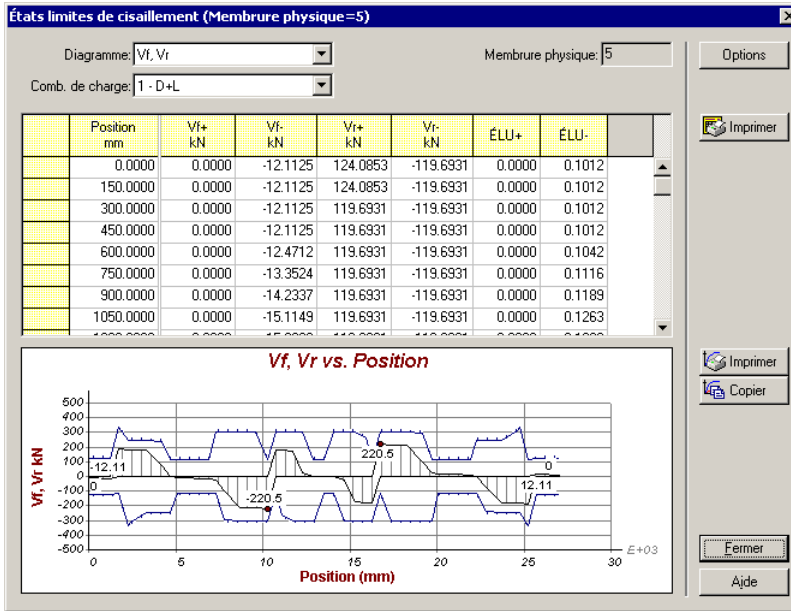 États limites de cisaillement (Membrure physique=5)
Diagramme: Vf, Vr
Membrure physique: 5
Options
Comb. de charge: 1 - D+L
Position mm Vf+ kN Vf- kN Vr+ kN Vr- kN ÉLU+ ÉLU-
Imprimer
0.0000 0.0000 -12.1125 124.0853 -119.6931 0.0000 0.1012
150.0000 0.0000 -12.1125 124.0853 -119.6931 0.0000 0.1012
300.0000 0.0000 -12.1125 119.6931 -119.6931 0.0000 0.1012
450.0000 0.0000 -12.1125 119.6931 -119.6931 0.0000 0.1012
600.0000 0.0000 -12.4712 119.6931 -119.6931 0.0000 0.1042
750.0000 0.0000 -13.3524 119.6931 -119.6931 0.0000 0.1116
900.0000 0.0000 -14.2337 119.6931 -119.6931 0.0000 0.1189
1050.0000 0.0000 -15.1149 119.6931 -119.6931 0.0000 0.1263
Vf, Vr vs. Position
Imprimer
Copier
500
400
300
200
100
0
-100
-200
-300
-400
-500
Vf, Vr kN
-12.11
0
-220.5
220.5
0
12.11
0 5 10 15 20 25 30
E+03
Position (mm)
Fermer
Aide